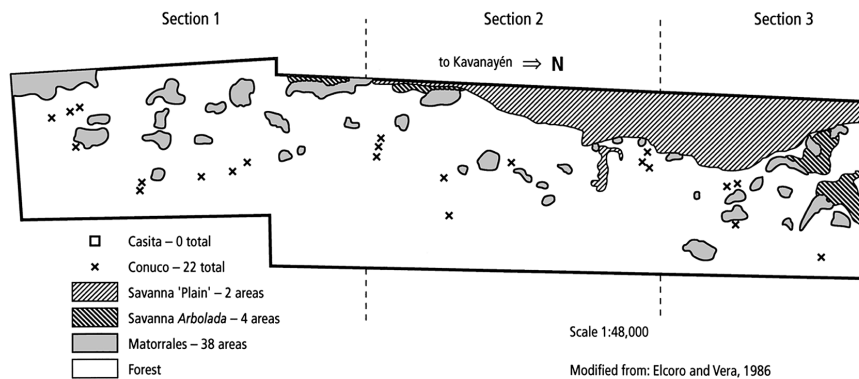 Section 1
Section 2
Section 3
to Kavanayén ⇒ N
Casita – 0 total
Conuco – 22 total
Savanna 'Plain' – 2 areas
Savanna Arbolada – 4 areas
Matorrales – 38 areas
Forest
Scale 1:48,000
Modified from: Elcoro and Vera, 1986